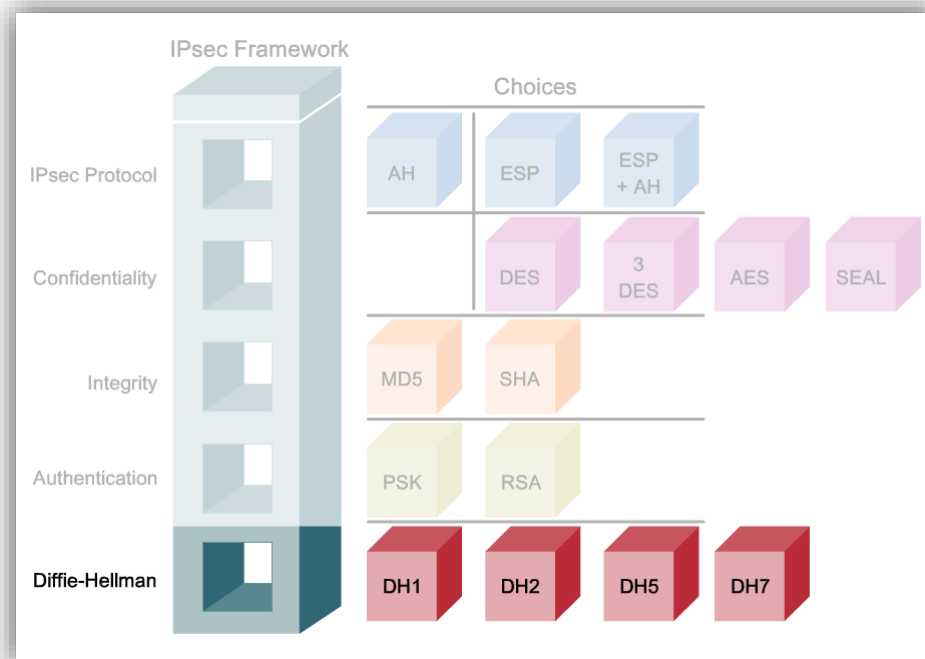 IPsec Framework
Choices
IPsec Protocol
AH
ESP
ESP
+ AH
Confidentiality
DES
3
DES
AES
SEAL
Integrity
MD5
SHA
Authentication
PSK
RSA
Diffie-Hellman
DH1
DH2
DH5
DH7